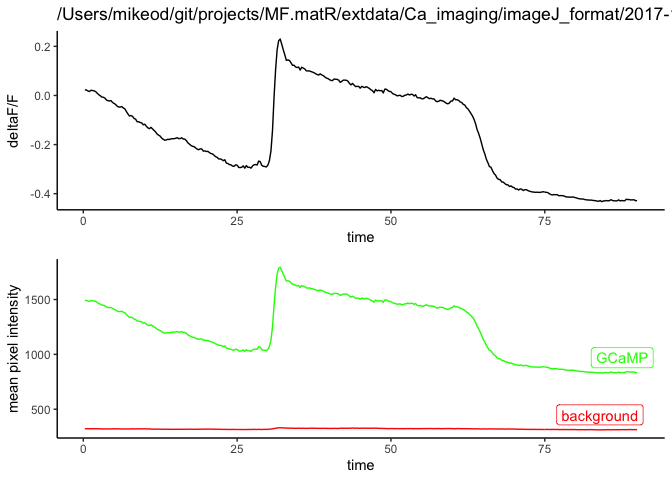 /Users/mikeod/git/projects/MF.matR/extdata/Ca_imaging/imageJ_format/2017-
deltaF/F
0.2
0.0
-0.2
-0.4
0 25 50 75
time
mean pixel intensity
1500
1000
500
GCaMP
background
0 25 50 75
time